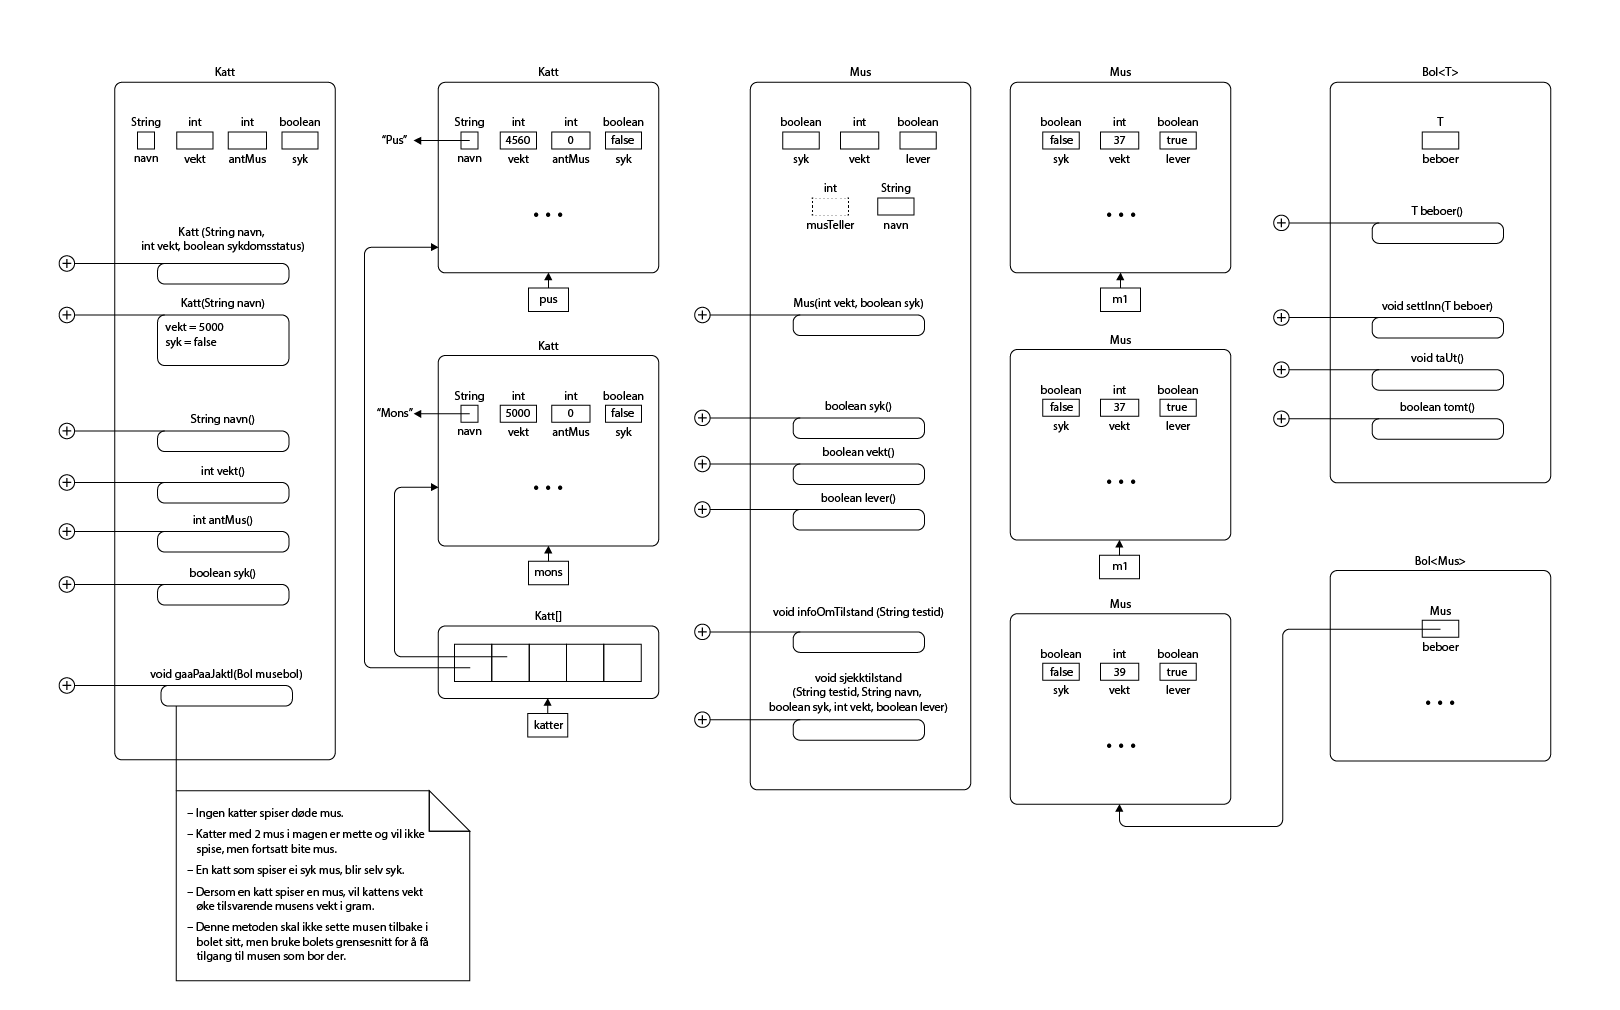 Katt
String int int boolean
navn vekt antMus syk
Katt (String navn,
int vekt, boolean sykdomsstatus)
Katt(String navn)
vekt = 5000
syk = false
String navn()
int vekt()
int antMus()
boolean syk()
void gaaPaaJaktI(Bol musebol)
– Ingen katter spiser døde mus.
– Katter med 2 mus i magen er mette og vil ikke
spise, men fortsatt bite mus.
– En katt som spiser ei syk mus, blir selv syk.
– Dersom en katt spiser en mus, vil kattens vekt
øke tilsvarende musens vekt i gram.
– Denne metoden skal ikke sette musen tilbake i
bolet sitt, men bruke bolets grensesnitt for å få
tilgang til musen som bor der.
Katt
String int int boolean
“Pus” 4560 0 false
navn vekt antMus syk
• • •
pus
Katt
String int int boolean
“Mons” 5000 0 false
navn vekt antMus syk
• • •
mons
Katt[]
katter
Mus
boolean int boolean
syk vekt lever
int String
musTeller navn
Mus(int vekt, boolean syk)
boolean syk()
boolean vekt()
boolean lever()
void infoOmTilstand (String testid)
void sjekktilstand
(String testid, String navn,
boolean syk, int vekt, boolean lever)
Mus
boolean int boolean
false 37 true
syk vekt lever
• • •
m1
Mus
boolean int boolean
false 37 true
syk vekt lever
• • •
m1
Mus
boolean int boolean
false 39 true
syk vekt lever
• • •
Bol<T>
T
beboer
T beboer()
void settInn(T beboer)
void taUt()
boolean tomt()
Bol<Mus>
Mus
beboer
• • •